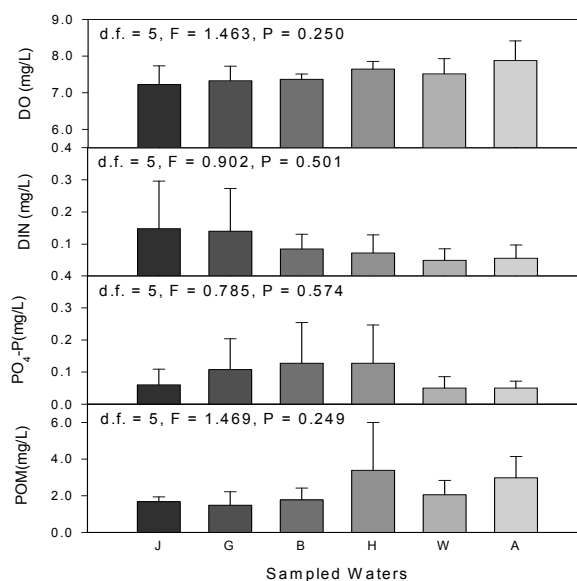 9.0
d.f. = 5, F = 1.463, P = 0.250
8.0
7.0
6.0
DO (mg/L)
0.4
d.f. = 5, F = 0.902, P = 0.501
0.3
0.2
0.1
DIN (mg/L)
0.4
d.f. = 5, F = 0.785, P = 0.574
0.3
0.2
0.1
0.0
PO4-P(mg/L)
6.0
d.f. = 5, F = 1.469, P = 0.249
4.0
2.0
0.0
POM(mg/L)
J G B H W A
Sampled Waters